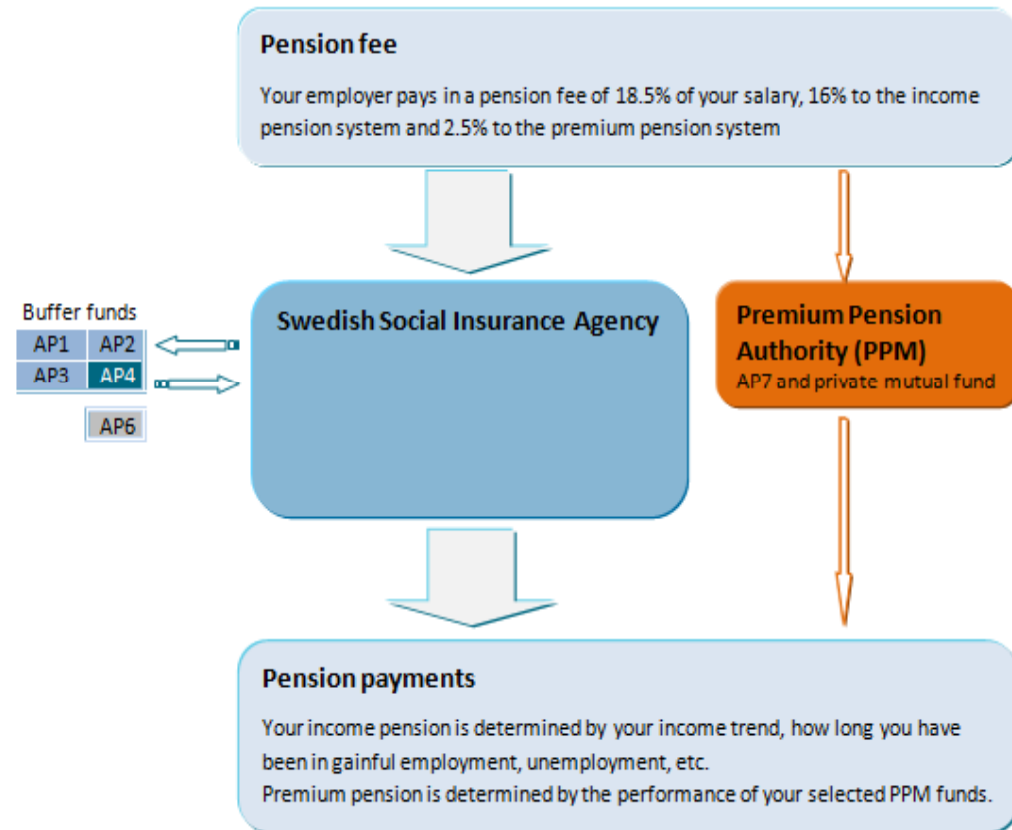 Pension fee
Your employer pays in a pension fee of 18.5% of your salary, 16% to the income
pension system and 2.5% to the premium pension system
Buffer funds
AP1 AP2
AP3 AP4
AP6
Swedish Social Insurance Agency
Premium Pension
Authority (PPM)
AP7 and private mutual fund
Pension payments
Your income pension is determined by your income trend, how long you have
been in gainful employment, unemployment, etc.
Premium pension is determined by the performance of your selected PPM funds.